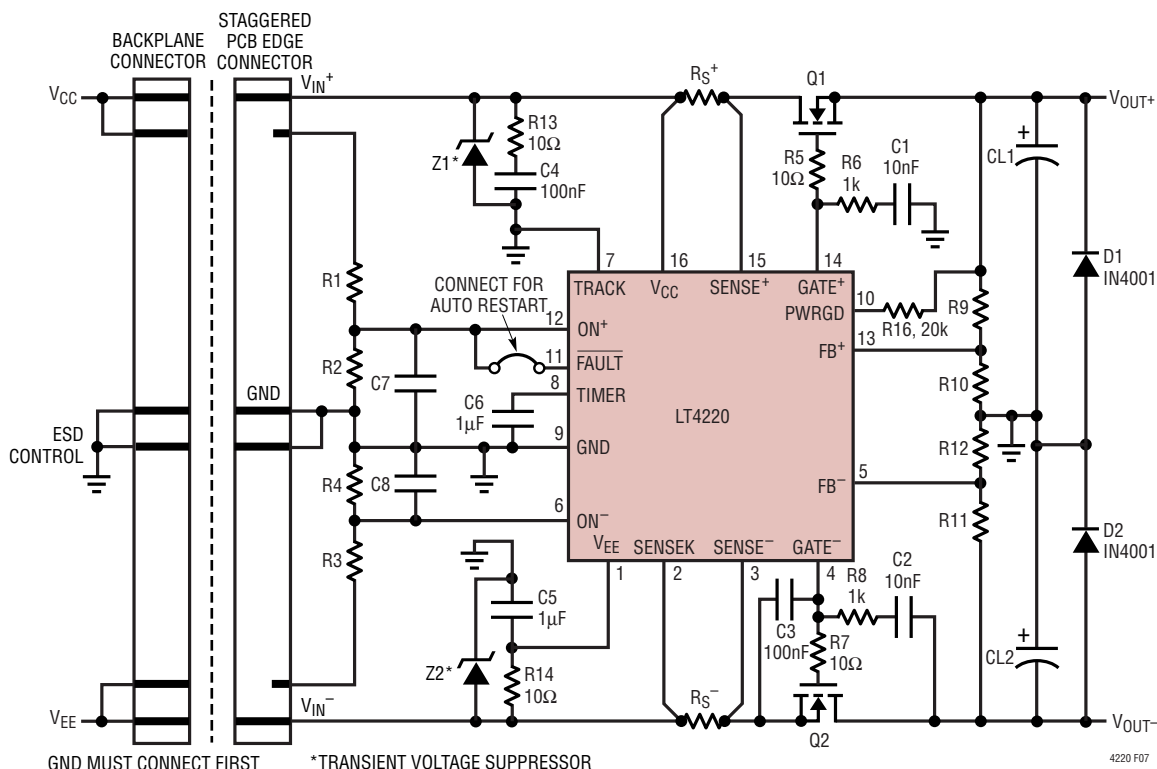 BACKPLANE
CONNECTOR
STAGGERED
PCB EDGE
CONNECTOR
VCC
VIN+
RS+
Q1
VOUT+
Z1*
R13
10Ω
C4
100nF
R5
10Ω
R6
1k
C1
10nF
CL1
+
D1
IN4001
R1
CONNECT FOR
AUTO RESTART
7
TRACK
16
VCC
15
SENSE+
14
GATE+
10
PWRGD
R16, 20k
R9
12
ON+
11
FAULT
13
FB+
R2
C7
8
TIMER
C6
1µF
LT4220
R10
GND
9
GND
ESD
CONTROL
R12
R4
C8
5
FB−
R11
6
ON−
D2
IN4001
R3
VEE
1
SENSEK
2
SENSE−
3
GATE−
4
C5
1µF
R8
1k
C2
10nF
C3
100nF
R7
10Ω
CL2
+
Z2*
R14
10Ω
VEE
VIN−
RS−
Q2
VOUT−
GND MUST CONNECT FIRST
*TRANSIENT VOLTAGE SUPPRESSOR
4220 F07